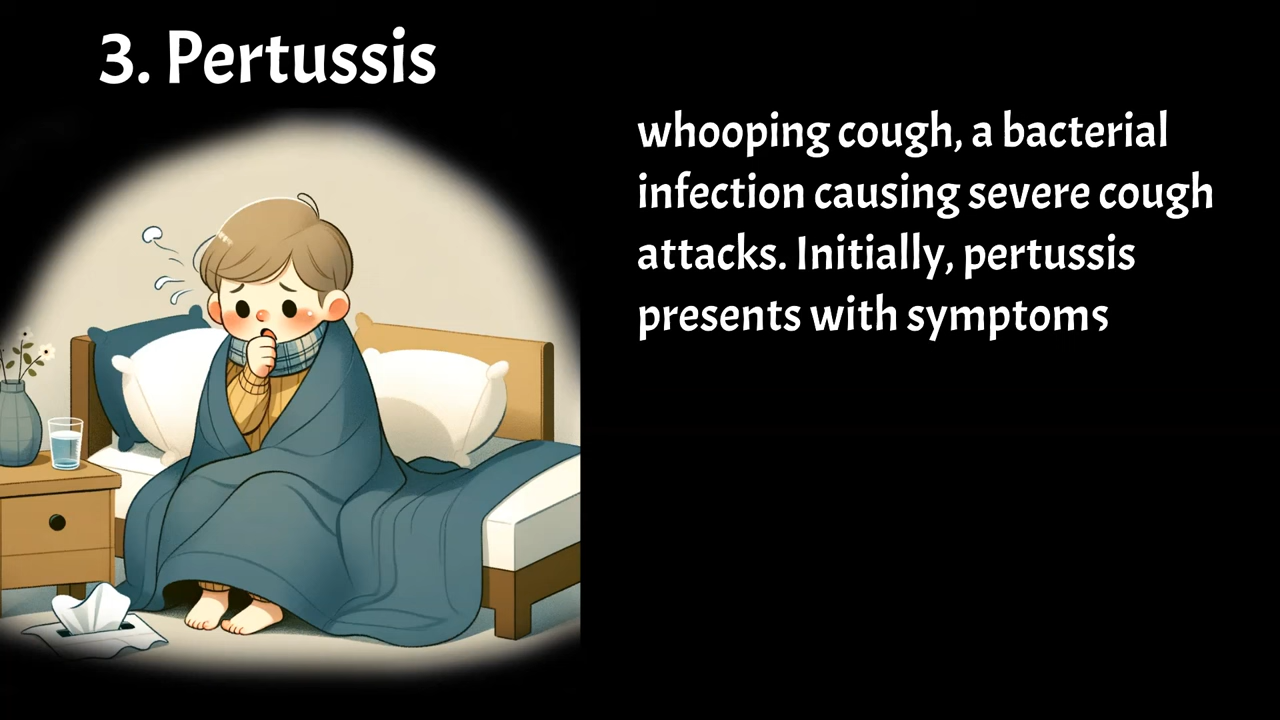 3. Pertussis
whooping cough, a bacterial
infection causing severe cough
attacks. Initially, pertussis
presents with symptoms